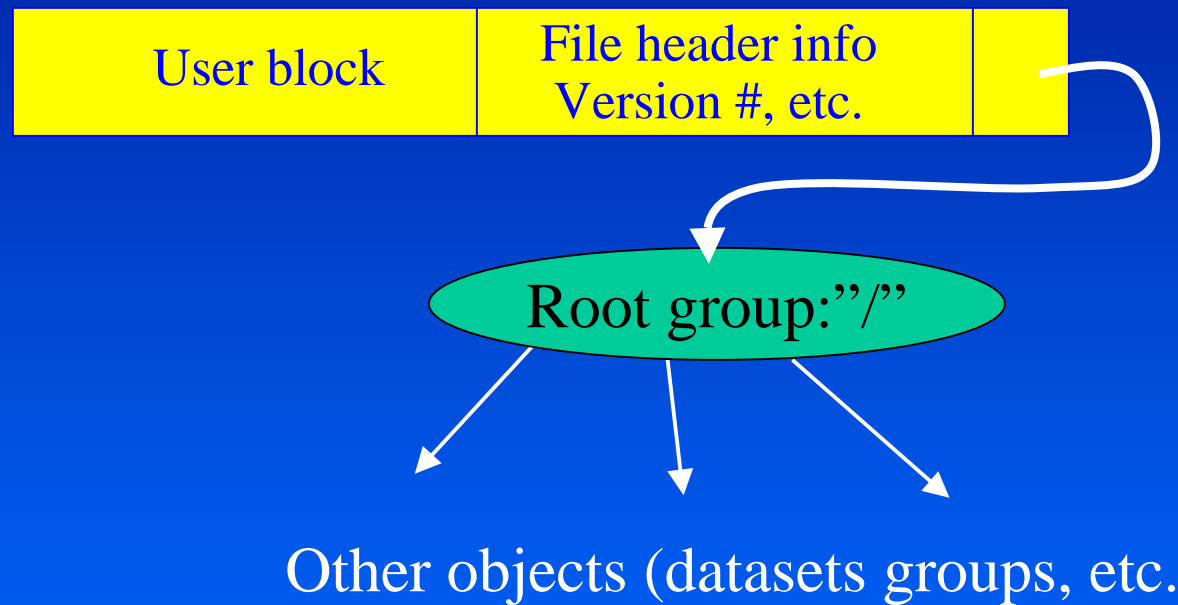 User block
File header info
Version #, etc.
Root group:”/”
Other objects (datasets groups, etc.